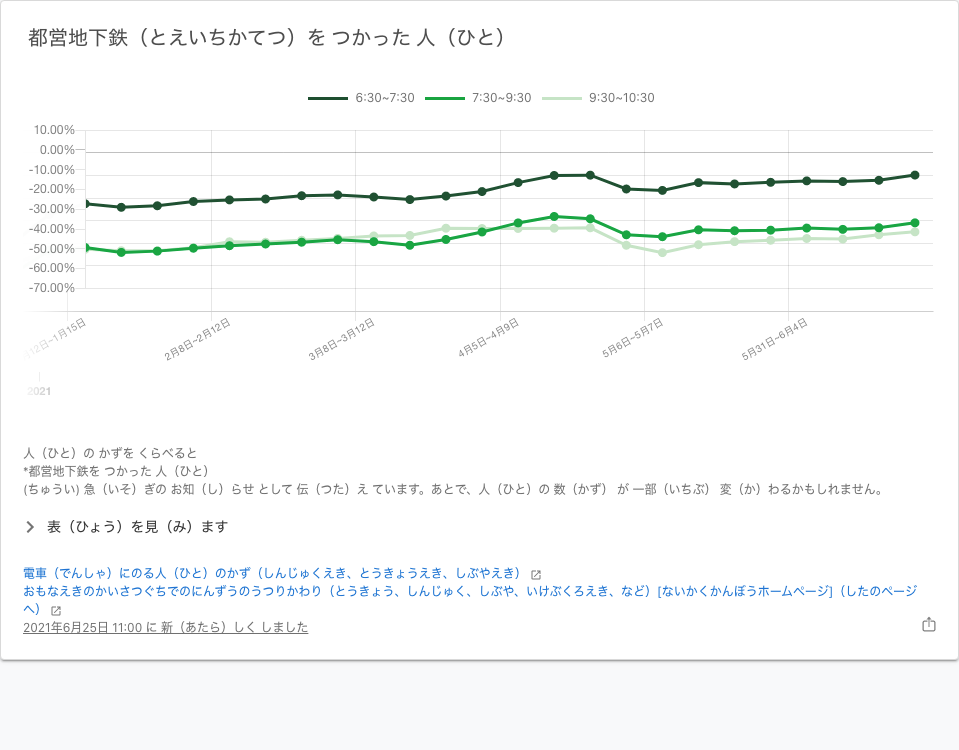 都営地下鉄（とえいちかてつ）を つかった 人（ひと）
6:30~7:30 7:30~9:30 9:30~10:30
10.00%
0.00%
-10.00%
-20.00%
-30.00%
-40.00%
-50.00%
-60.00%
-70.00%
12日~1月15日
2月8日~2月12日
3月8日~3月12日
4月5日~4月9日
5月6日~5月7日
5月31日~6月4日
2021
人（ひと）の かずを くらべると
*都営地下鉄を つかった 人（ひと）
(ちゅうい) 急（いそ）ぎの お知（し）らせ として 伝（つた）え ています。あとで、人（ひと）の 数（かず） が 一部（いちぶ） 変（か）わるかもしれません。
表（ひょう）を見（み）ます
電車（でんしゃ）にのる人（ひと）のかず（しんじゅくえき、とうきょうえき、しぶやえき）
おもなえきのかいさつぐちでのにんずうのうつりかわり（とうきょう、しんじゅく、しぶや、いけぶくろえき、など）[ないかくかんぼうホームページ]（したのページ
へ）
2021年6月25日 11:00 に 新（あたら）しく しました